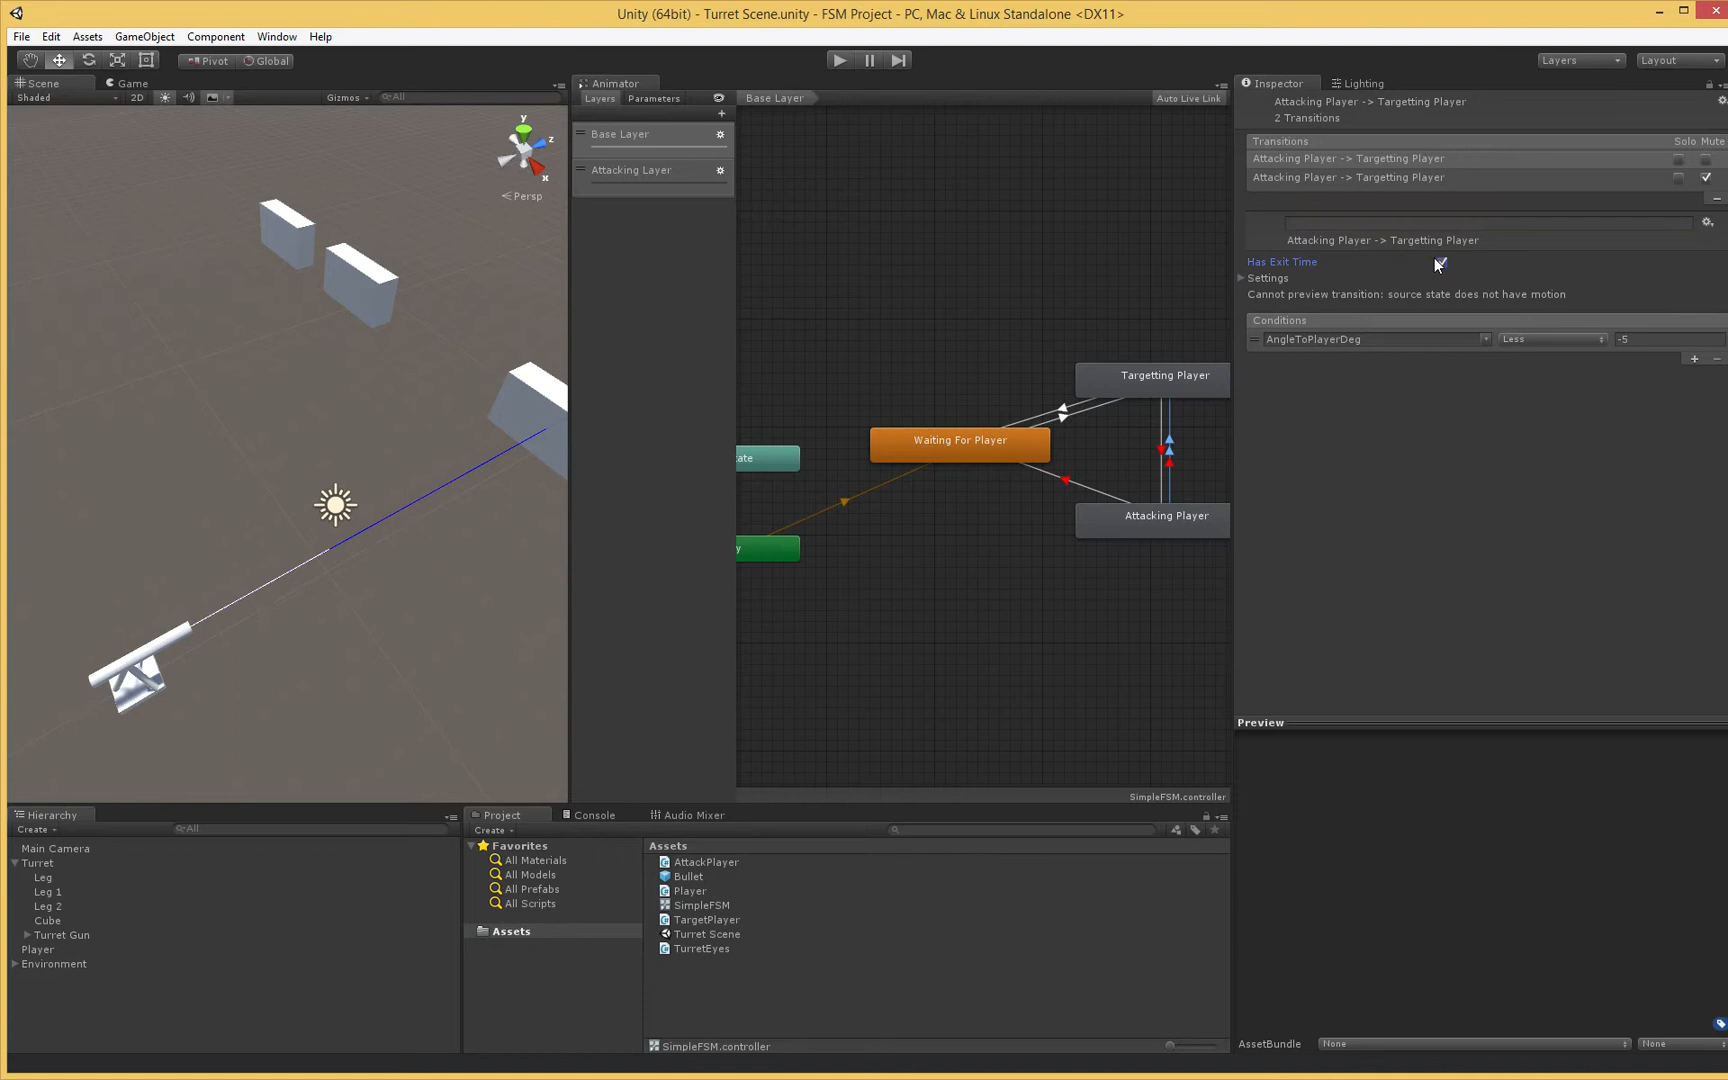 Unity (64bit) - Turret Scene.unity - FSM Project - PC, Mac & Linux Standalone <DX11>
File Edit Assets GameObject Component Window Help
Pivot Global
Layers Layout
Scene Game
Shaded 2D Gizmos All
y
z
x
Persp
Animator
Layers Parameters Base Layer Auto Live Link
Base Layer
Attacking Layer
Targetting Player
Waiting For Player
tate
Attacking Player
y
SimpleFSM.controller
Inspector Lighting
Attacking Player -> Targetting Player
2 Transitions
Transitions Solo Mute
Attacking Player -> Targetting Player
Attacking Player -> Targetting Player
Attacking Player -> Targetting Player
Has Exit Time
Settings
Cannot preview transition: source state does not have motion
Conditions
AngleToPlayerDeg Less -5
Preview
AssetBundle None None
Hierarchy
Create All
Main Camera
Turret
Leg
Leg 1
Leg 2
Cube
Turret Gun
Player
Environment
Project Console Audio Mixer
Create
Favorites
All Materials
All Models
All Prefabs
All Scripts
Assets
Assets
AttackPlayer
Bullet
Player
SimpleFSM
TargetPlayer
Turret Scene
TurretEyes
SimpleFSM.controller